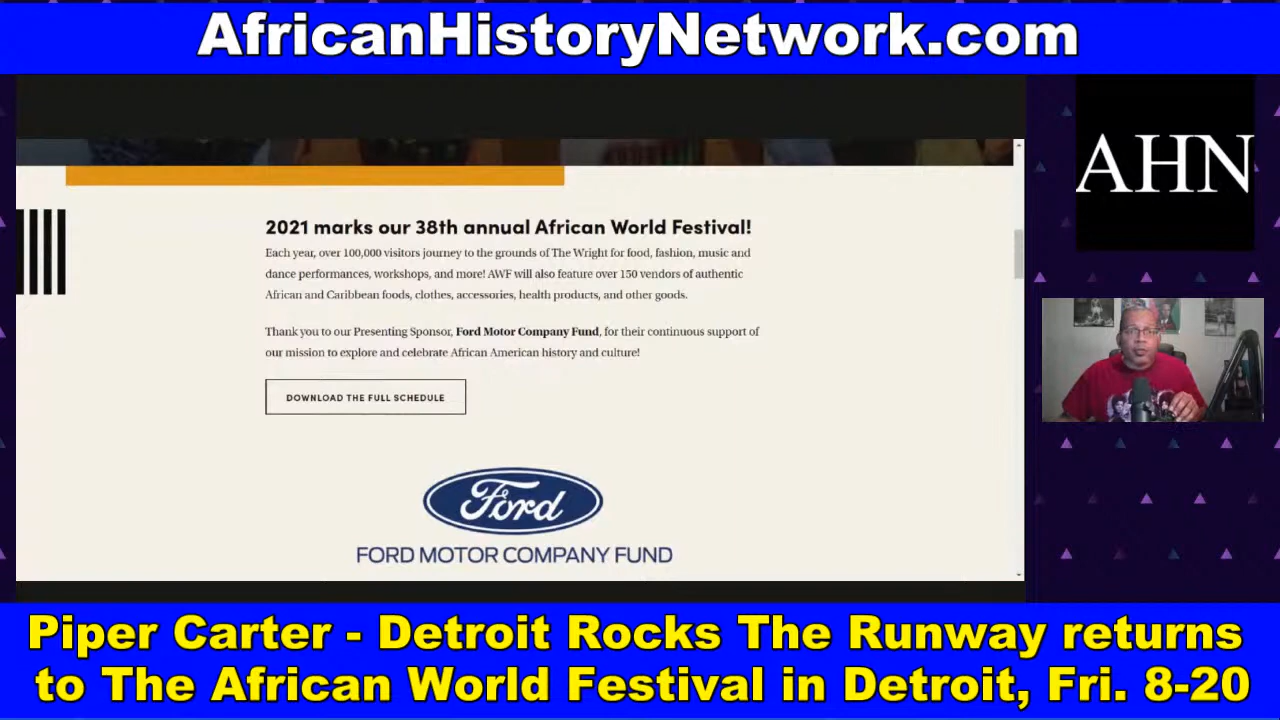 AfricanHistoryNetwork.com
AHN
2021 marks our 38th annual African World Festival!
Each year, over 100,000 visitors journey to the grounds of The Wright for food, fashion, music and
dance performances, workshops, and more! AWF will also feature over 150 vendors of authentic
African and Caribbean foods, clothes, accessories, health products, and other goods.
Thank you to our Presenting Sponsor, Ford Motor Company Fund, for their continuous support of
our mission to explore and celebrate African American history and culture!
DOWNLOAD THE FULL SCHEDULE
Ford
FORD MOTOR COMPANY FUND
Piper Carter - Detroit Rocks The Runway returns
to The African World Festival in Detroit, Fri. 8-20